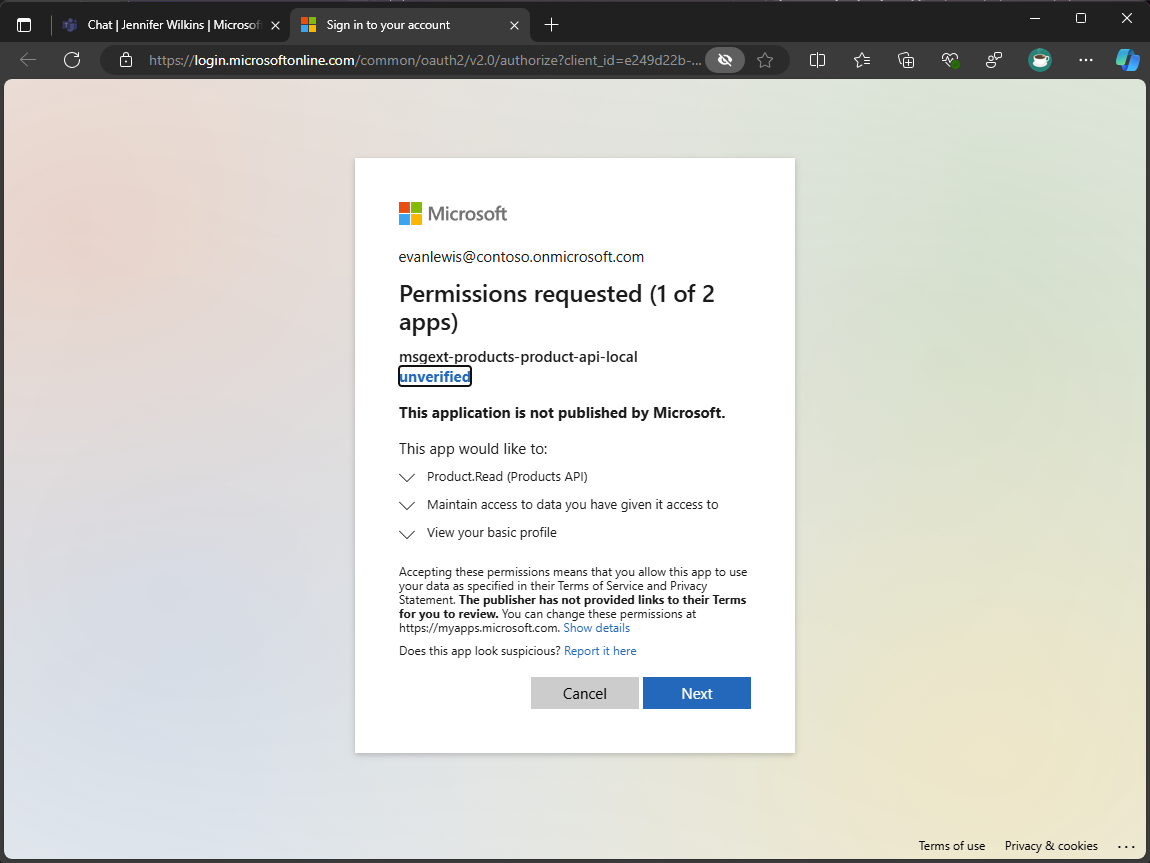 Chat | Jennifer Wilkins | Microsof
Sign in to your account
https://login.microsoftonline.com/common/oauth2/v2.0/authorize?client_id=e249d22b-...
Microsoft
evanlewis@contoso.onmicrosoft.com
Permissions requested (1 of 2
apps)
msgext-products-product-api-local
unverified
This application is not published by Microsoft.
This app would like to:
Product.Read (Products API)
Maintain access to data you have given it access to
View your basic profile
Accepting these permissions means that you allow this app to use
your data as specified in their Terms of Service and Privacy
Statement. The publisher has not provided links to their Terms
for you to review. You can change these permissions at
https://myapps.microsoft.com. Show details
Does this app look suspicious? Report it here
Cancel
Next
Terms of use
Privacy & cookies
...